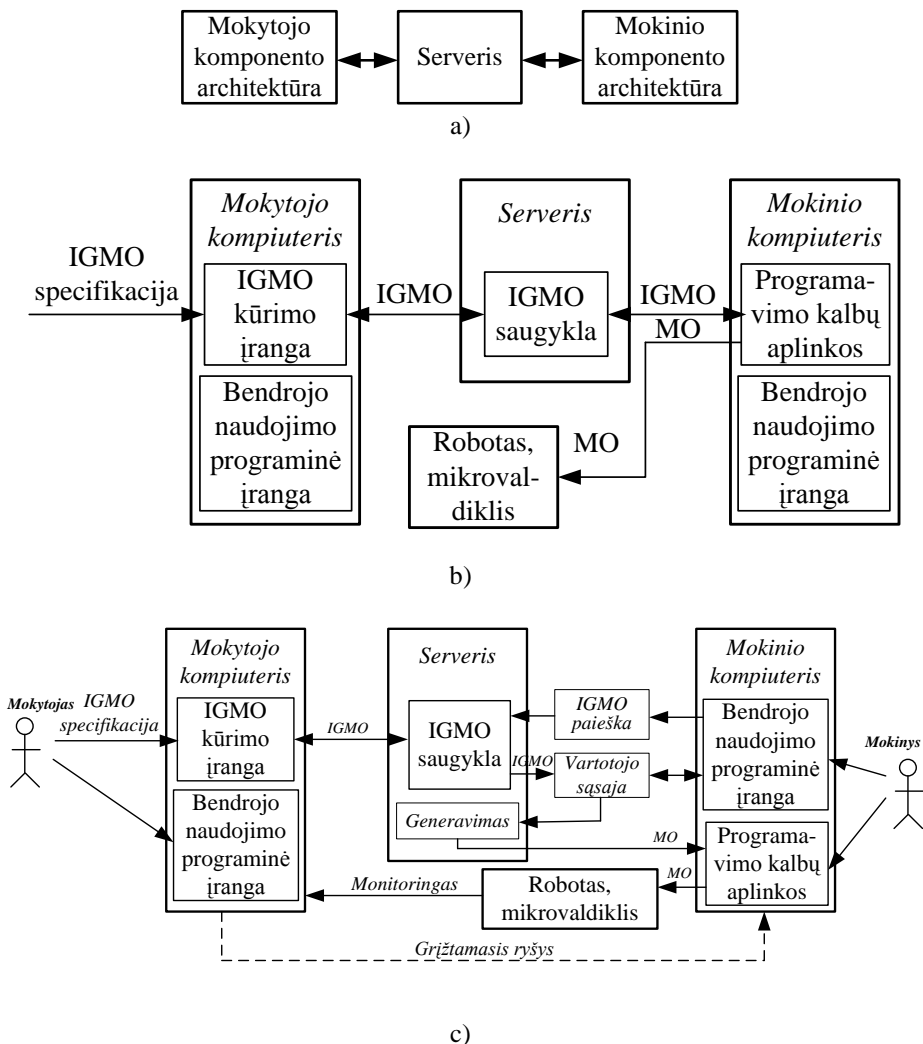 Mokytojo
komponento
architektūra
Serveris
Mokinio
komponento
architektūra
a)
IGMO
specifikacija
Mokytojo
kompiuteris
IGMO
kūrimo
įranga
Bendrojo
naudojimo
programinė
įranga
IGMO
Serveris
IGMO
saugykla
IGMO
MO
Robotas,
mikroval-
diklis
MO
Mokinio
kompiuteris
Programa-
vimo kalbų
aplinkos
Bendrojo
naudojimo
programinė
įranga
b)
Mokytojas
IGMO
specifikacija
Mokytojo
kompiuteris
IGMO
kūrimo
įranga
Bendrojo
naudojimo
programinė
įranga
IGMO
Serveris
IGMO
saugykla
Generavimas
IGMO
IGMO
paieška
Vartotojo
sąsaja
MO
Mokinio
kompiuteris
Bendrojo
naudojimo
programinė
įranga
Programa-
vimo kalbų
aplinkos
Mokinys
Monitoringas
Robotas,
mikrovaldiklis
MO
Grįžtamasis ryšys
c)